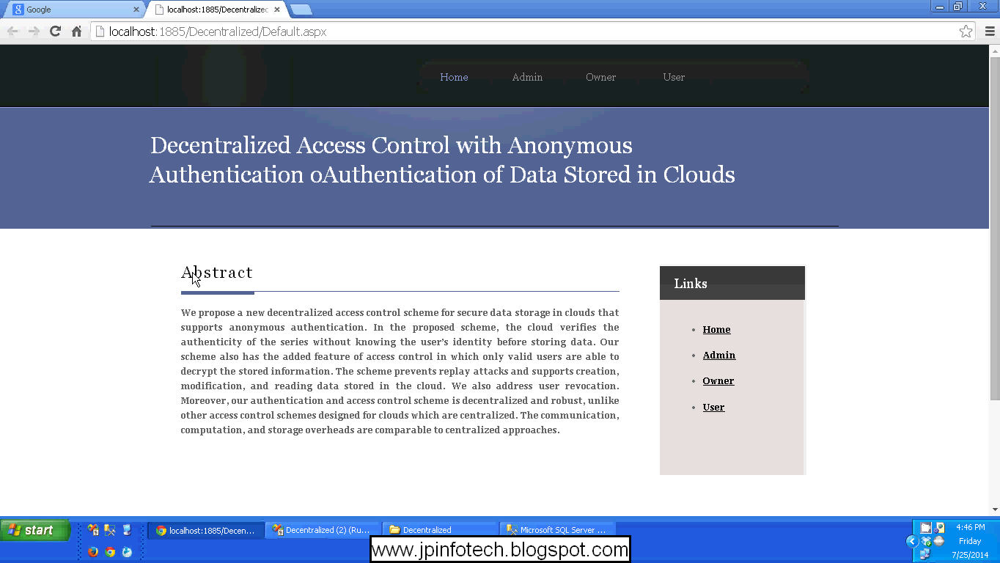 Google
localhost:1885/Decentralized
localhost:1885/Decentralized/Default.aspx
Home Admin Owner User
Decentralized Access Control with Anonymous
Authentication oAuthentication of Data Stored in Clouds
Abstract
We propose a new decentralized access control scheme for secure data storage in clouds that
supports anonymous authentication. In the proposed scheme, the cloud verifies the
authenticity of the series without knowing the user's identity before storing data. Our
scheme also has the added feature of access control in which only valid users are able to
decrypt the stored information. The scheme prevents replay attacks and supports creation,
modification, and reading data stored in the cloud. We also address user revocation.
Moreover, our authentication and access control scheme is decentralized and robust, unlike
other access control schemes designed for clouds which are centralized. The communication,
computation, and storage overheads are comparable to centralized approaches.
Links
Home
Admin
Owner
User
start
localhost:1885/Decen...
Decentralized (2) (Ru...
Decentralized
Microsoft SQL Server ...
4:46 PM
Friday
7/25/2014
www.jpinfotech.blogspot.com